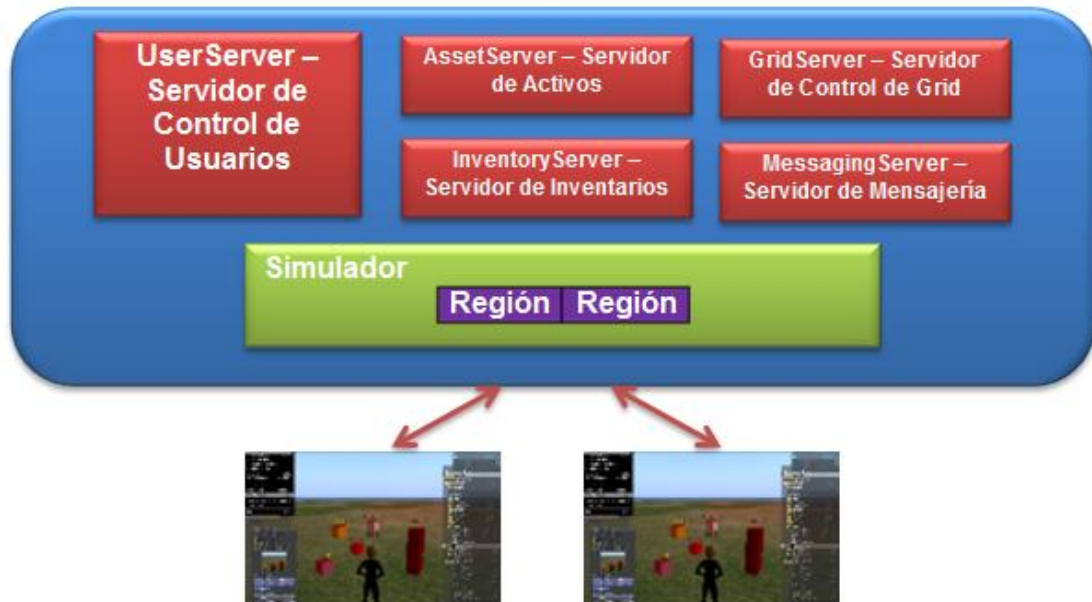 UserServer –
Servidor de
Control de
Usuarios
AssetServer – Servidor
de Activos
GridServer – Servidor
de Control de Grid
InventoryServer –
Servidor de Inventarios
MessagingServer –
Servidor de Mensajería
Simulador
Región Región